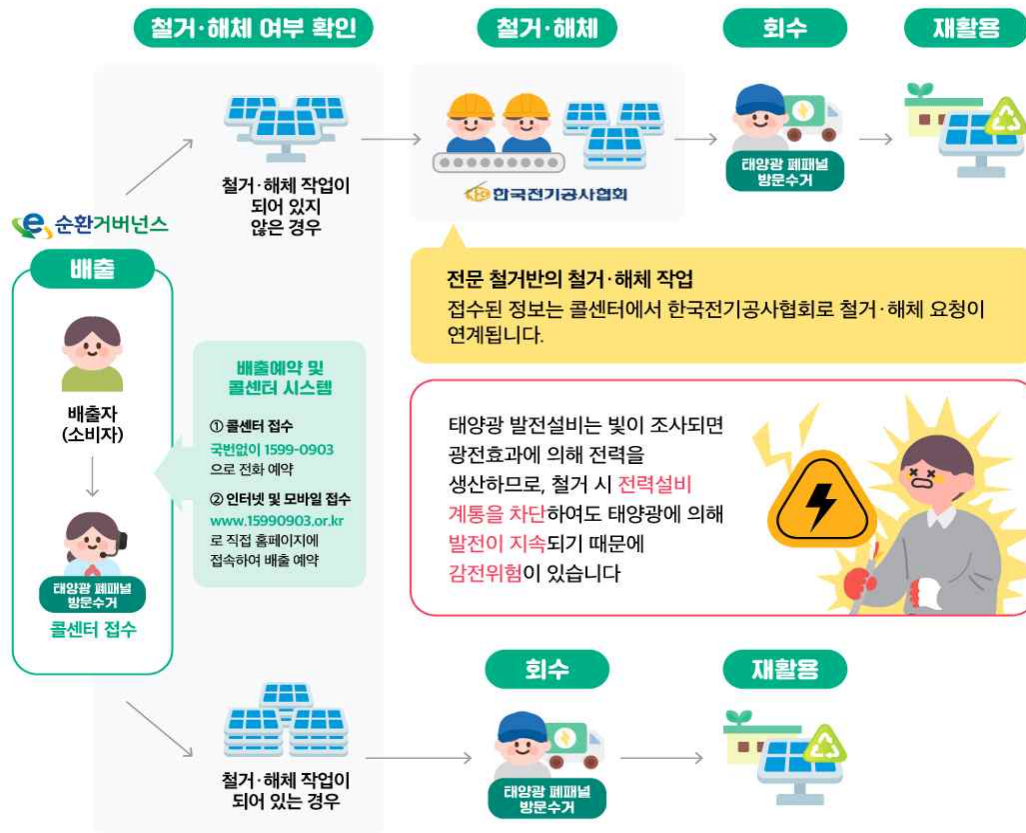 철거·해체 여부 확인
철거·해체
회수
재활용
철거·해체 작업이
되어 있지
않은 경우
한국전기공사협회
태양광 폐패널
방문수거
e 순환거버넌스
배출
배출자
(소비자)
태양광 폐패널
방문수거
콜센터 접수
배출예약 및
콜센터 시스템
① 콜센터 접수
국번없이 1599-0903
으로 전화 예약
② 인터넷 및 모바일 접수
www.15990903.or.kr
로 직접 홈페이지에
접속하여 배출 예약
전문 철거반의 철거·해체 작업
접수된 정보는 콜센터에서 한국전기공사협회로 철거·해체 요청이
연계됩니다.
태양광 발전설비는 빛이 조사되면
광전효과에 의해 전력을
생산하므로, 철거 시 전력설비
계통을 차단하여도 태양광에 의해
발전이 지속되기 때문에
감전위험이 있습니다
철거·해체 작업이
되어 있는 경우
회수
재활용
태양광 폐패널
방문수거